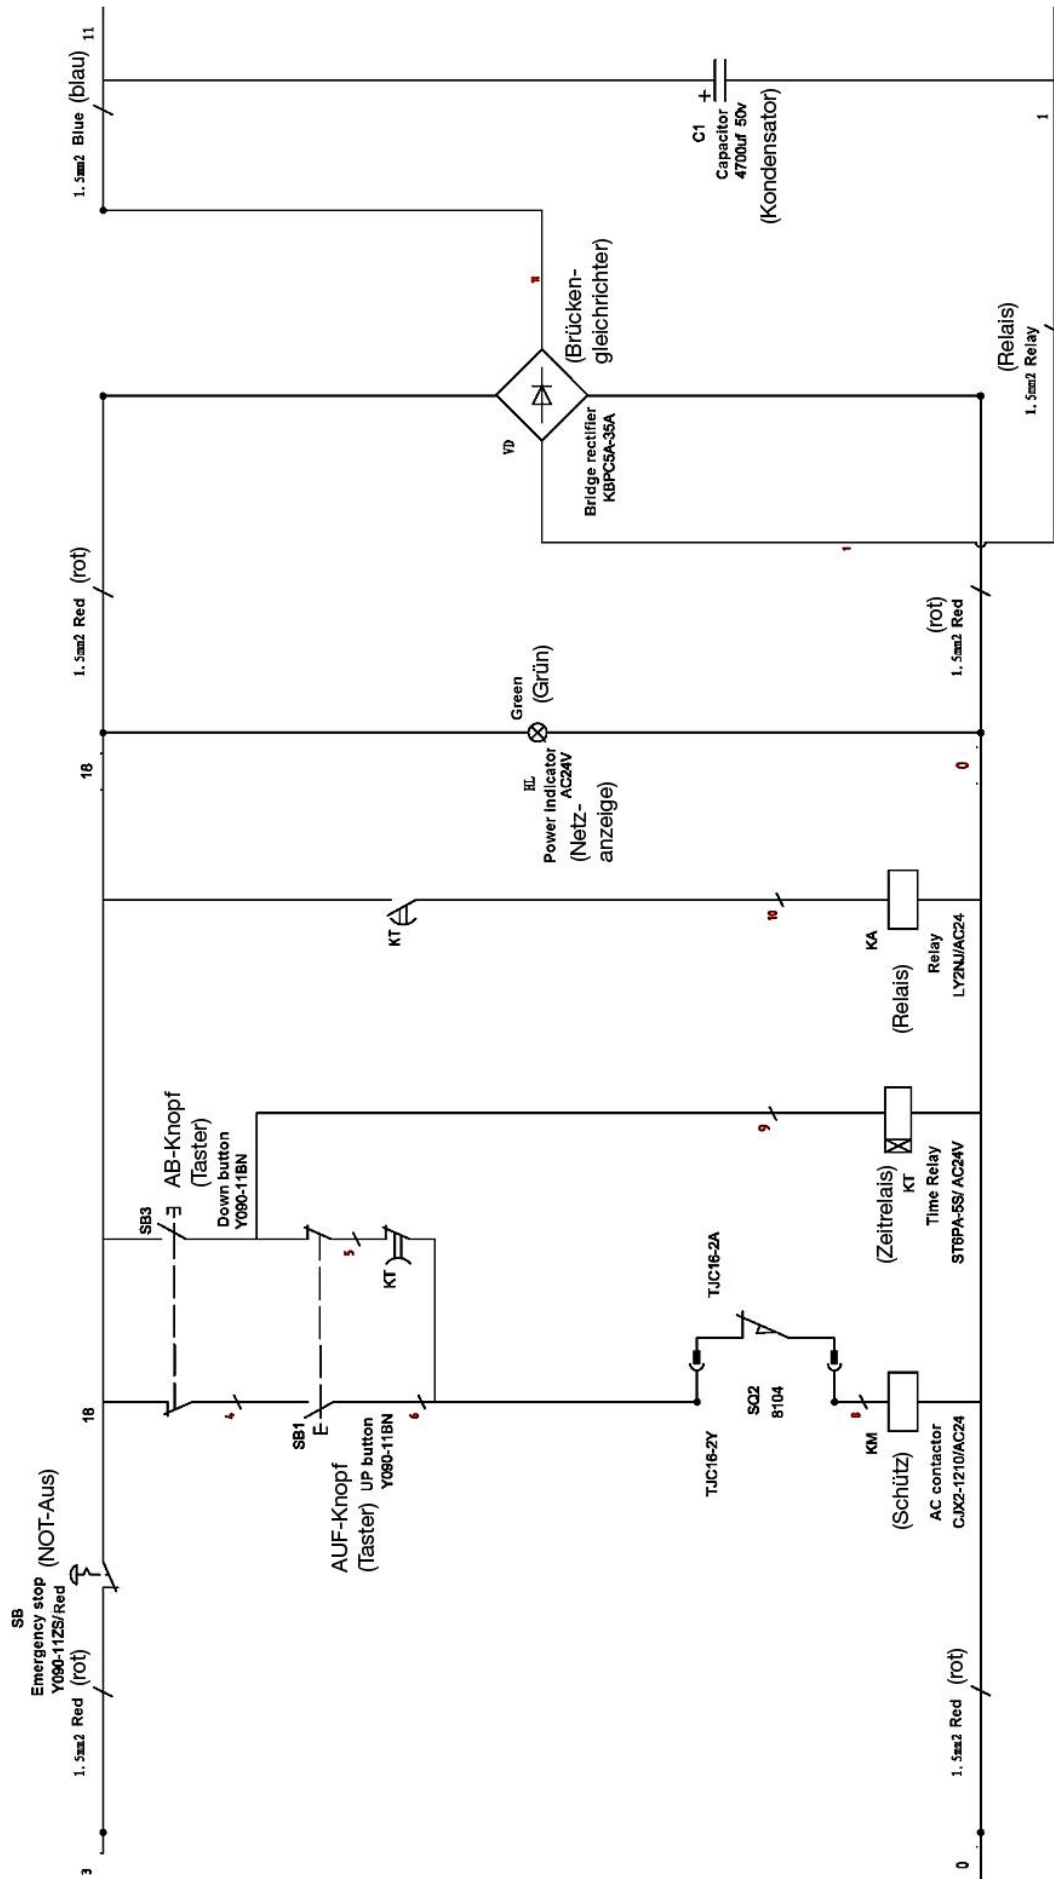 3
1.5mm2 Red (rot)
SB
Emergency stop (NOT-Aus)
Y090-11ZS/Red
18
SB1
AUF-Knopf
(Taster) UP button
Y090-11BN
4
6
SB3
AB-Knopf
(Taster)
Down button
Y090-11BN
5
KT
TJC16-2Y
TJC16-2A
SQ2
8104
8
KM
(Schütz)
AC contactor
CJX2-1210/AC24
9
(Zeitrelais)
KT
Time Relay
ST6PA-5S/ AC24V
KT
10
KA
(Relais)
Relay
LY2NJ/AC24
18
HL
Green
(Grün)
Power Indicator
AC24V
(Netz-
anzeige)
0
1.5mm2 Red (rot)
(rot)
1.5mm2 Red
VD
Bridge rectifier
KBPC5A-35A
(Brücken-
gleichrichter)
11
1
(Relais)
1.5mm2 Relay
1.5mm2 Blue (blau)
11
C1
+
Capacitor
4700uf 50v
(Kondensator)
1
0
1.5mm2 Red (rot)